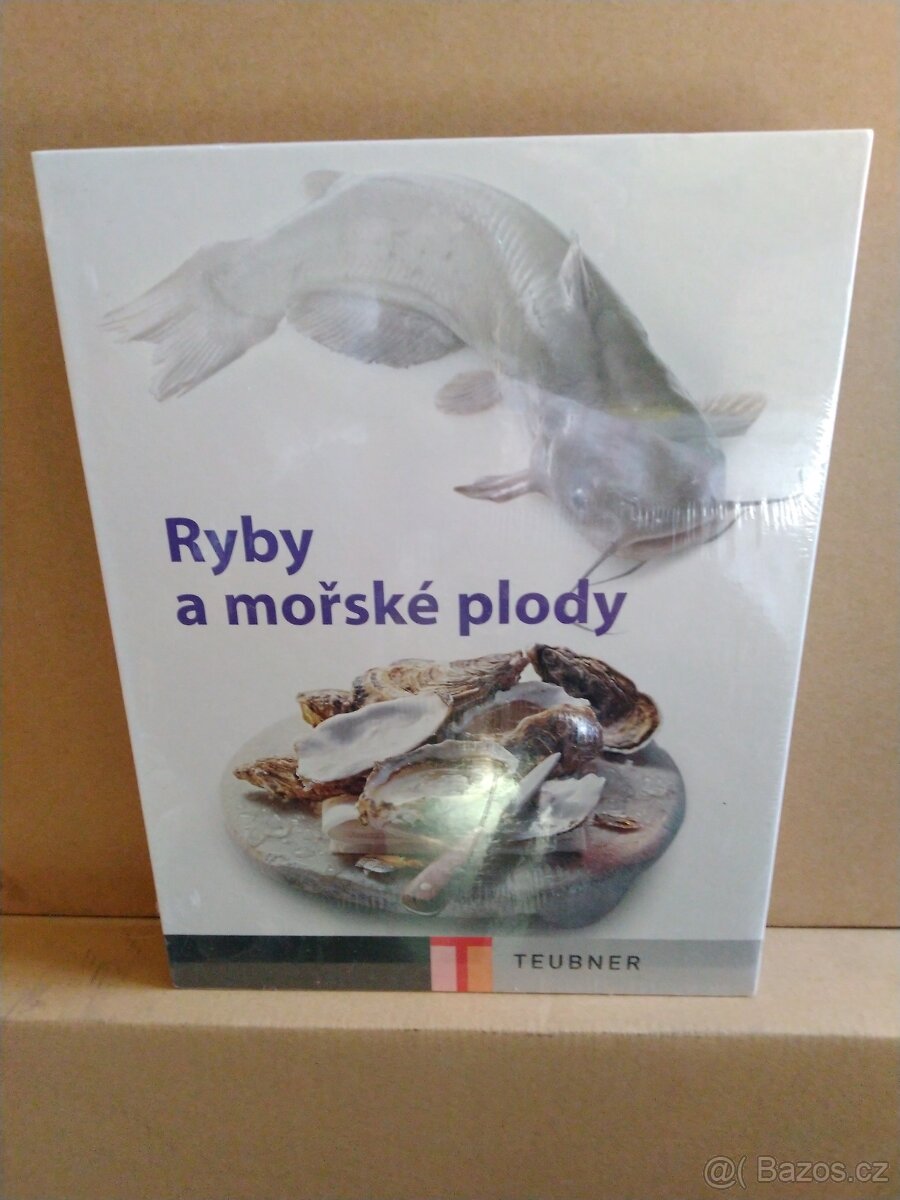 Ryby
a mořské plody
T TEUBNER
@( Bazos.cz